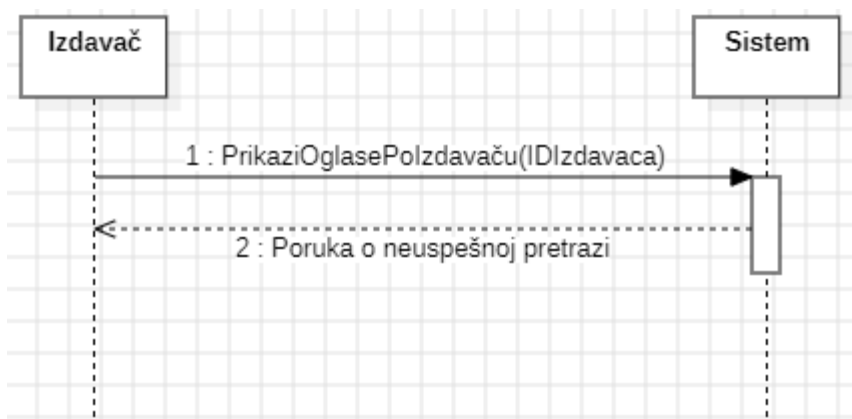 Izdavač
Sistem
1 : PrikaziOglasePoIzdavaču(IDIzdavaca)
2 : Poruka o neuspešnoj pretrazi